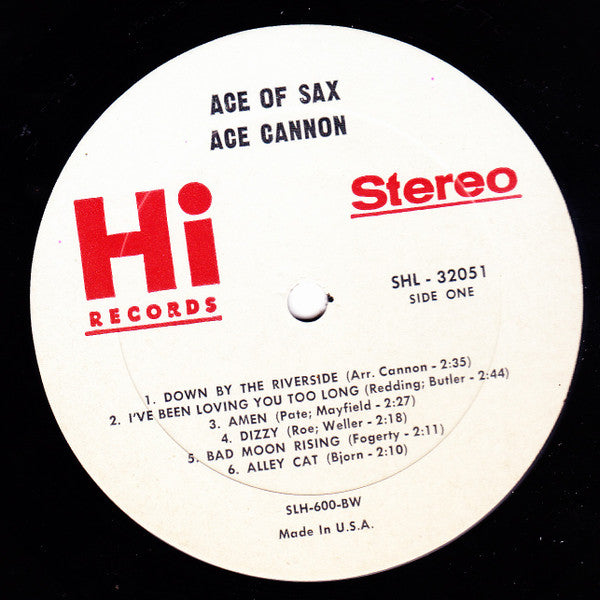 ACE OF SAX
ACE CANNON
Hi
RECORDS
Stereo
SHL - 32051
SIDE ONE
1. DOWN BY THE RIVERSIDE (Arr. Cannon - 2:35)
2. I'VE BEEN LOVING YOU TOO LONG (Redding; Butler - 2:44)
3. AMEN (Pate; Mayfield - 2:27)
4. DIZZY (Roe; Weller - 2:18)
5. BAD MOON RISING (Fogerty - 2:11)
6. ALLEY CAT (Bjorn - 2:10)
SLH-600-BW
Made In U.S.A.